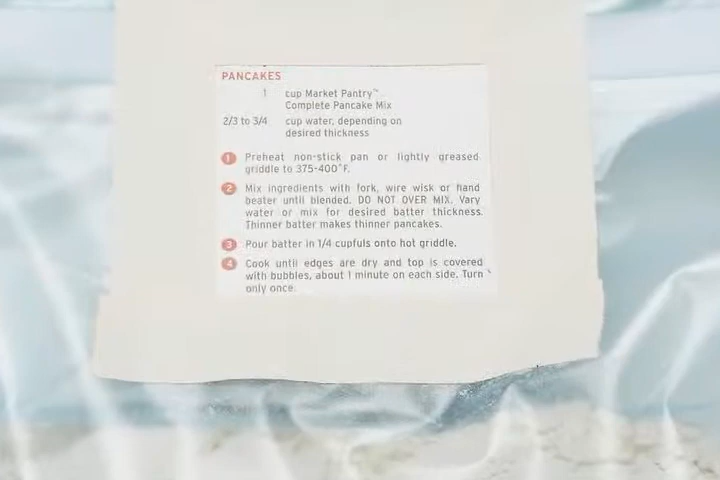 PANCAKES
1 cup Market Pantry™
Complete Pancake Mix
2/3 to 3/4 cup water, depending on
desired thickness
1 Preheat non-stick pan or lightly greased
griddle to 375-400°F.
2 Mix ingredients with fork, wire wisk or hand
beater until blended. DO NOT OVER MIX. Vary
water or mix for desired batter thickness.
Thinner batter makes thinner pancakes.
3 Pour batter in 1/4 cupfuls onto hot griddle.
4 Cook until edges are dry and top is covered
with bubbles, about 1 minute on each side. Turn
only once.